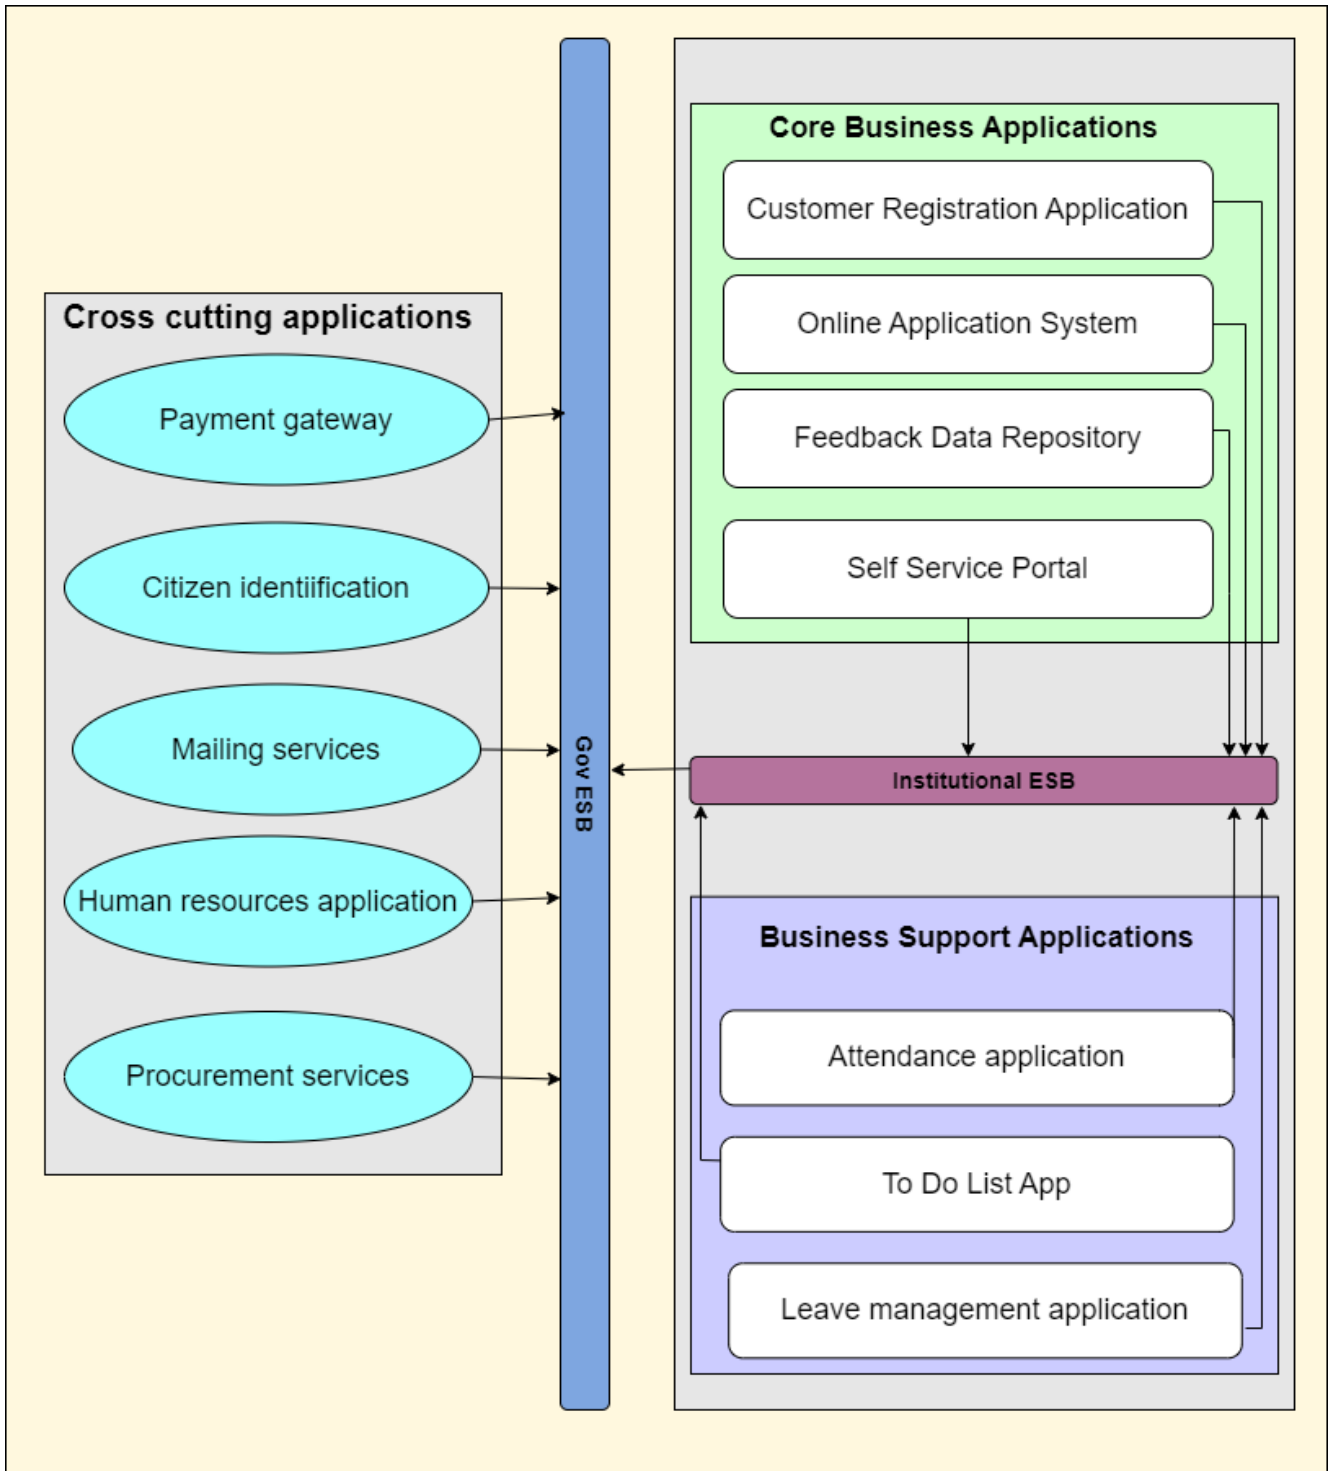 Cross cutting applications
Payment gateway
Citizen identiification
Mailing services
Human resources application
Procurement services
Gov ESB
Core Business Applications
Customer Registration Application
Online Application System
Feedback Data Repository
Self Service Portal
Institutional ESB
Business Support Applications
Attendance application
To Do List App
Leave management application